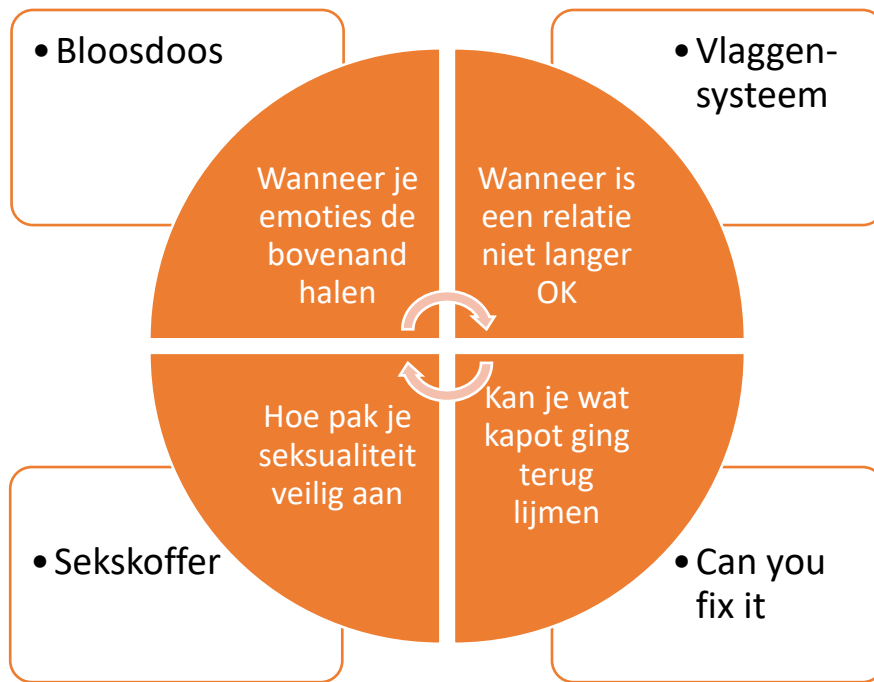 • Bloosdoos
• Vlaggen-
systeem
Wanneer je
emoties de
bovenand
halen
Wanneer is
een relatie
niet langer
OK
Hoe pak je
seksualiteit
veilig aan
Kan je wat
kapot ging
terug
lijmen
• Sekskoffer
• Can you
fix it